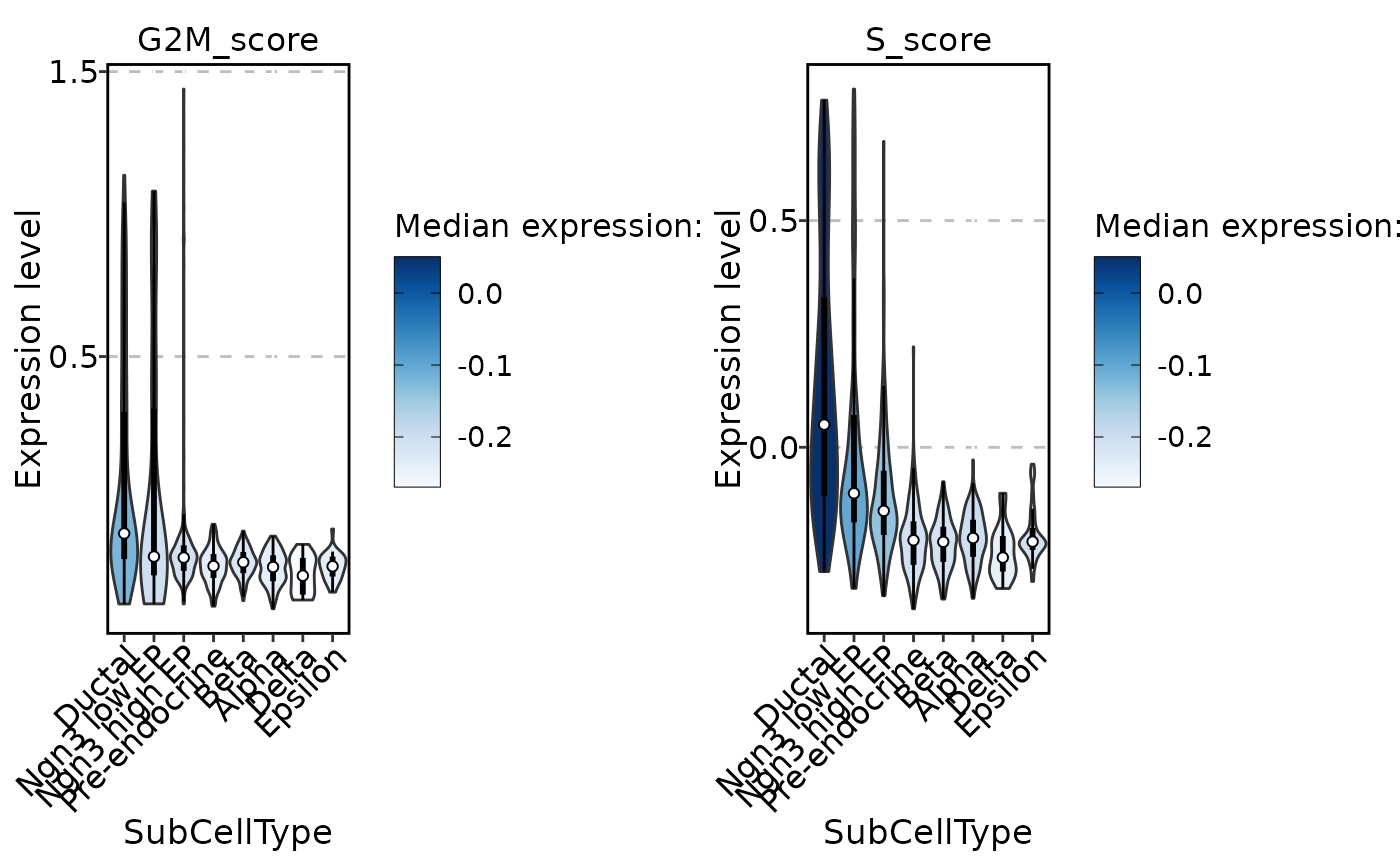 G2M_score
1.5
0.5
Expression level
Median expression:
0.0
-0.1
-0.2
Ductal
Ngn3 low EP
Ngn3 high EP
Pre-endocrine
Beta
Alpha
Delta
Epsilon
SubCellType
S_score
0.5
0.0
Expression level
Median expression:
0.0
-0.1
-0.2
Ductal
Ngn3 low EP
Ngn3 high EP
Pre-endocrine
Beta
Alpha
Delta
Epsilon
SubCellType